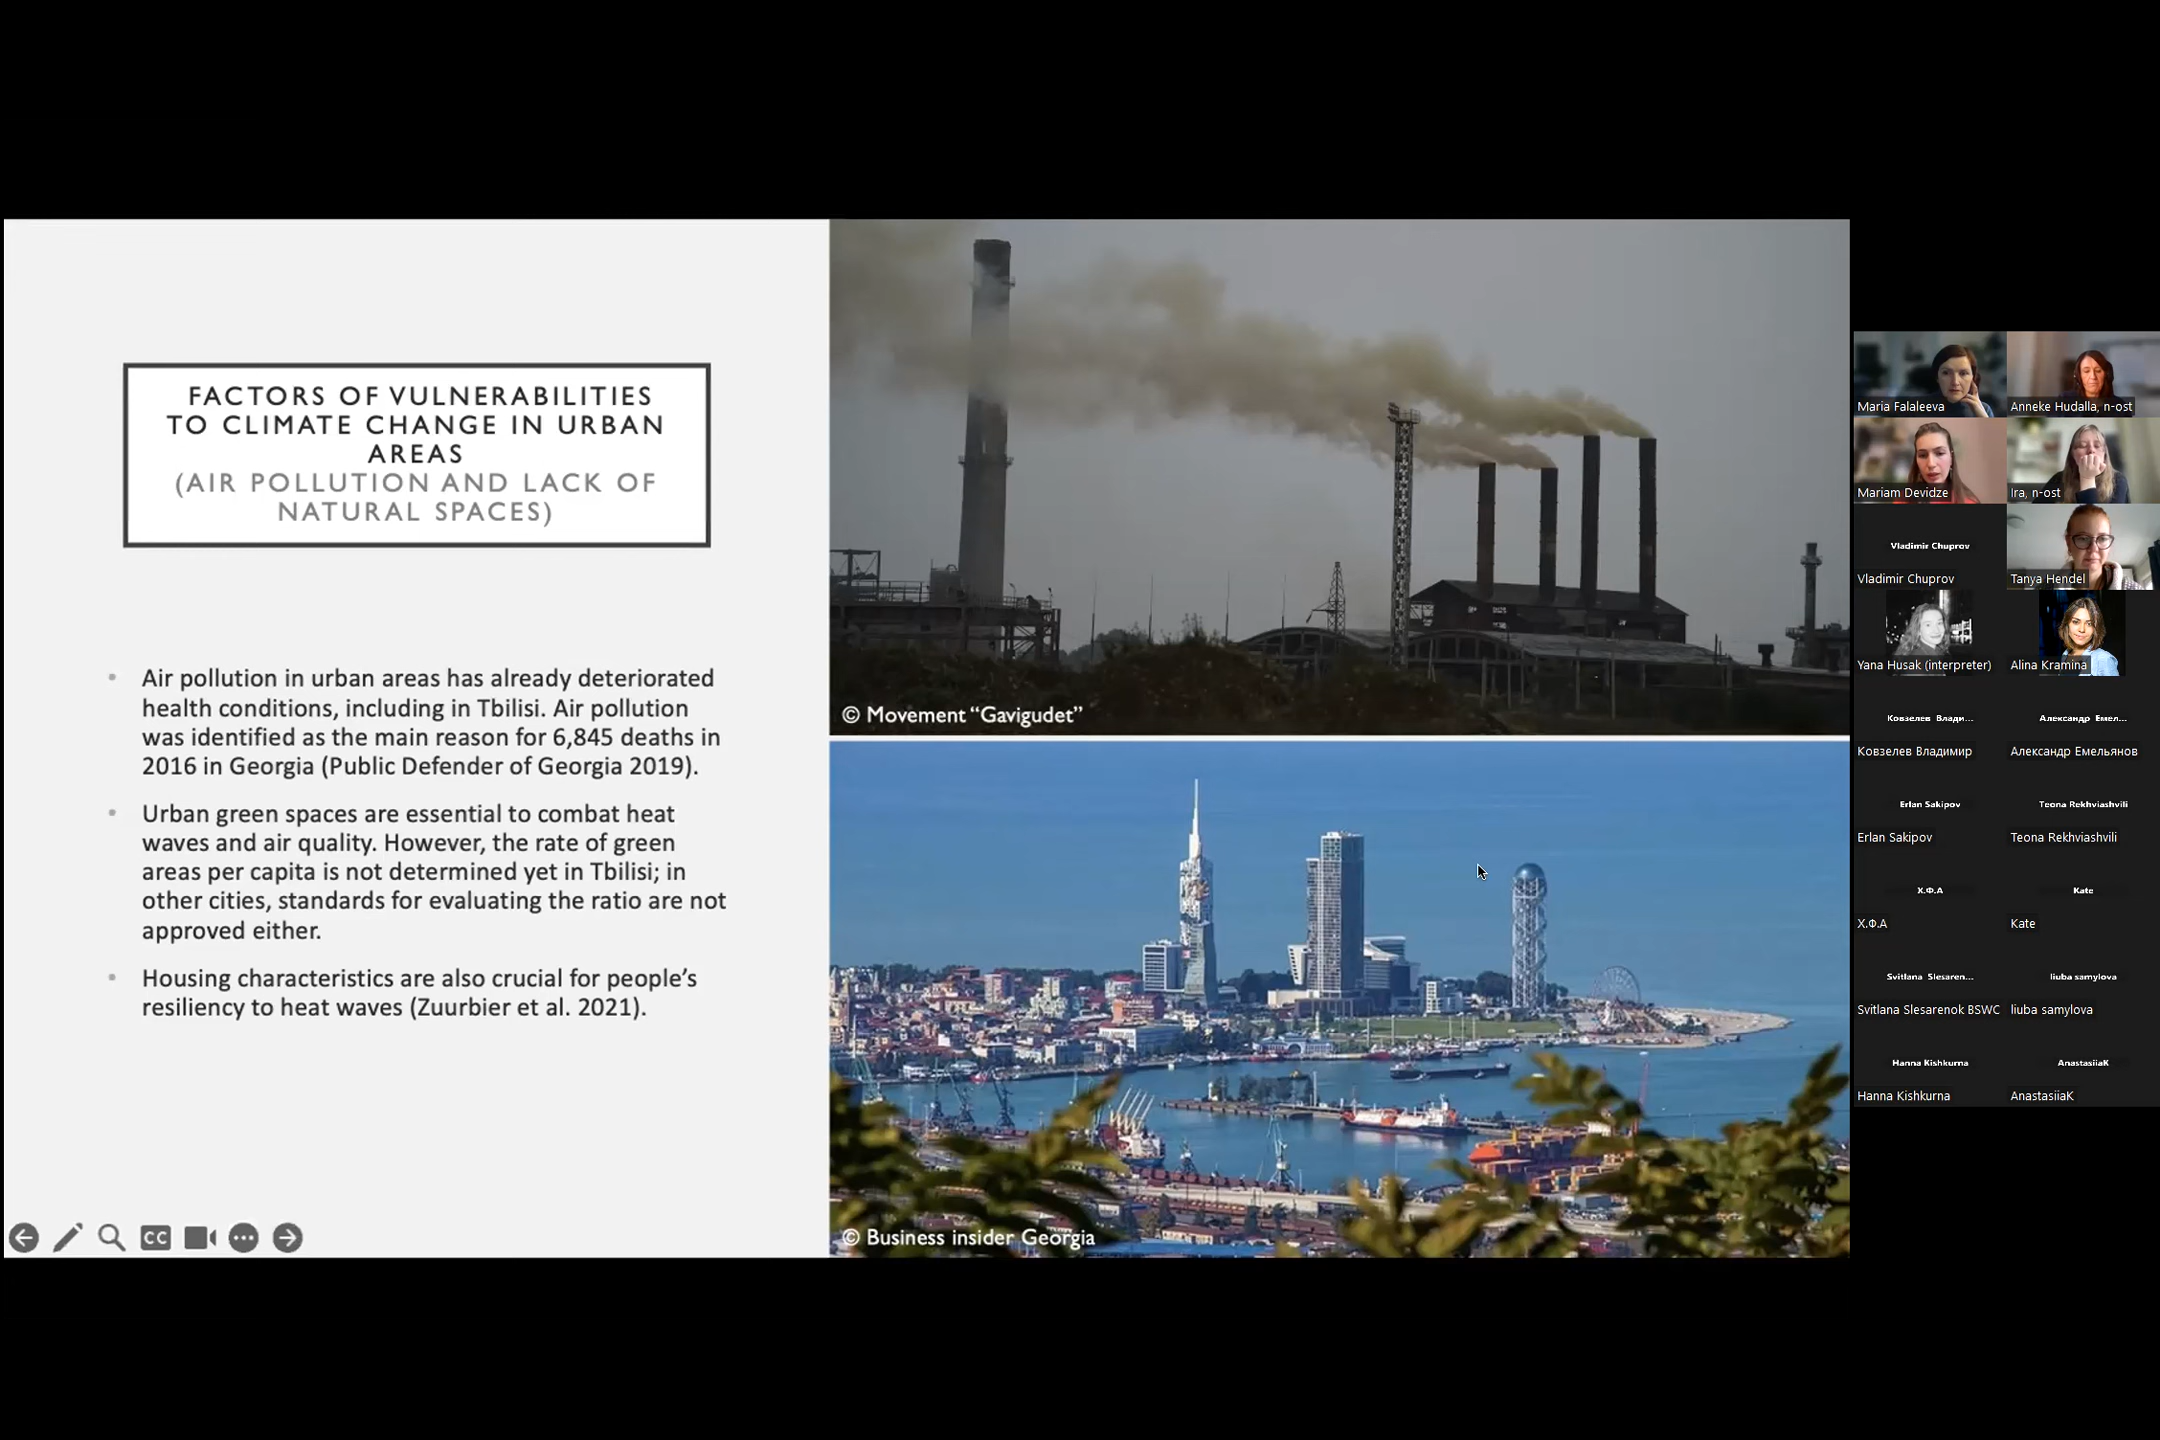 FACTORS OF VULNERABILITIES
TO CLIMATE CHANGE IN URBAN
AREAS
(AIR POLLUTION AND LACK OF
NATURAL SPACES)
• Air pollution in urban areas has already deteriorated
health conditions, including in Tbilisi. Air pollution
was identified as the main reason for 6,845 deaths in
2016 in Georgia (Public Defender of Georgia 2019).
• Urban green spaces are essential to combat heat
waves and air quality. However, the rate of green
areas per capita is not determined yet in Tbilisi; in
other cities, standards for evaluating the ratio are not
approved either.
• Housing characteristics are also crucial for people’s
resiliency to heat waves (Zuurbier et al. 2021).
CC
© Movement “Gavigudet”
© Business insider Georgia
Maria Falaleeva
Anneke Hudalla, n-ost
Mariam Devidze
Ira, n-ost
Vladimir Chuprov
Vladimir Chuprov
Tanya Hendel
Yana Husak (interpreter)
Alina Kramina
Ковзелев Влади...
Ковзелев Владимир
Александр Емел...
Александр Емельянов
Erlan Sakipov
Erlan Sakipov
Teona Rekhviashvili
Teona Rekhviashvili
Х.Ф.А
Х.Ф.А
Kate
Kate
Svitlana Slesaren...
Svitlana Slesarenok BSWC
liuba samylova
liuba samylova
Hanna Kishkurna
Hanna Kishkurna
AnastasiiaK
AnastasiiaK